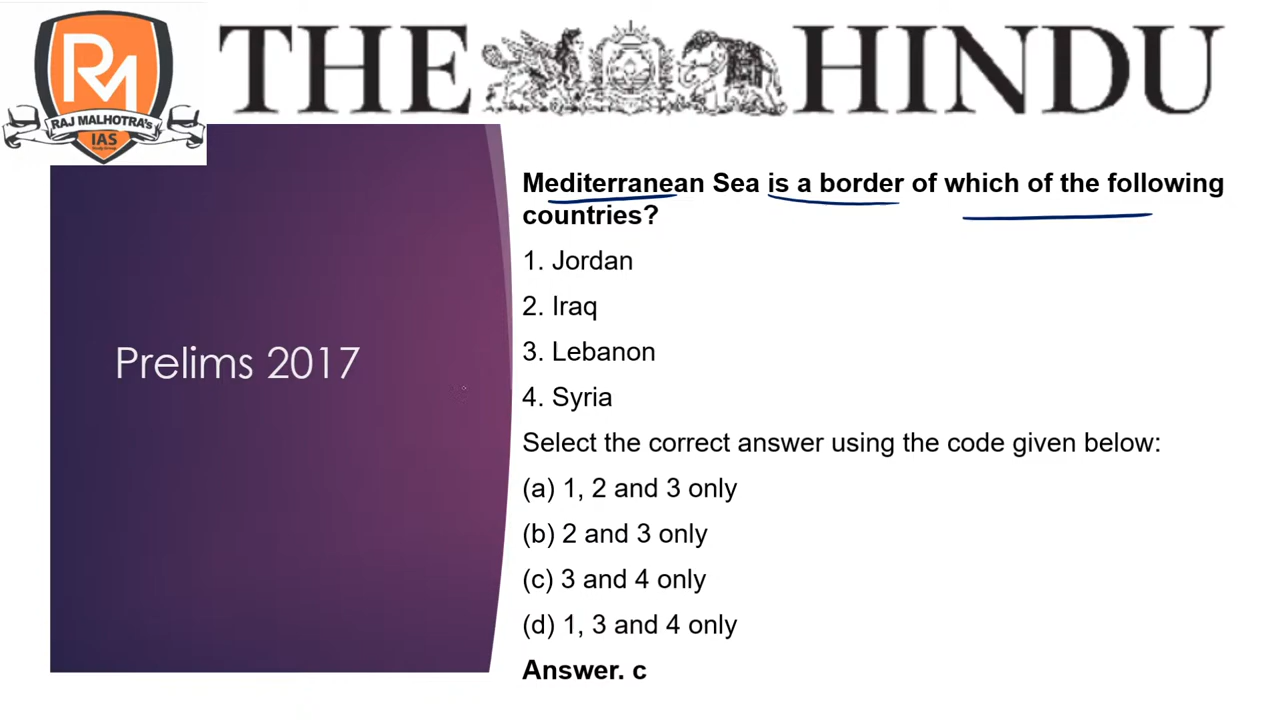 RM
RAJ MALHOTRA'S
IAS
THE HINDU
Mediterranean Sea is a border of which of the following
countries?
1. Jordan
2. Iraq
3. Lebanon
4. Syria
Prelims 2017
Select the correct answer using the code given below:
(a) 1, 2 and 3 only
(b) 2 and 3 only
(c) 3 and 4 only
(d) 1, 3 and 4 only
Answer. c